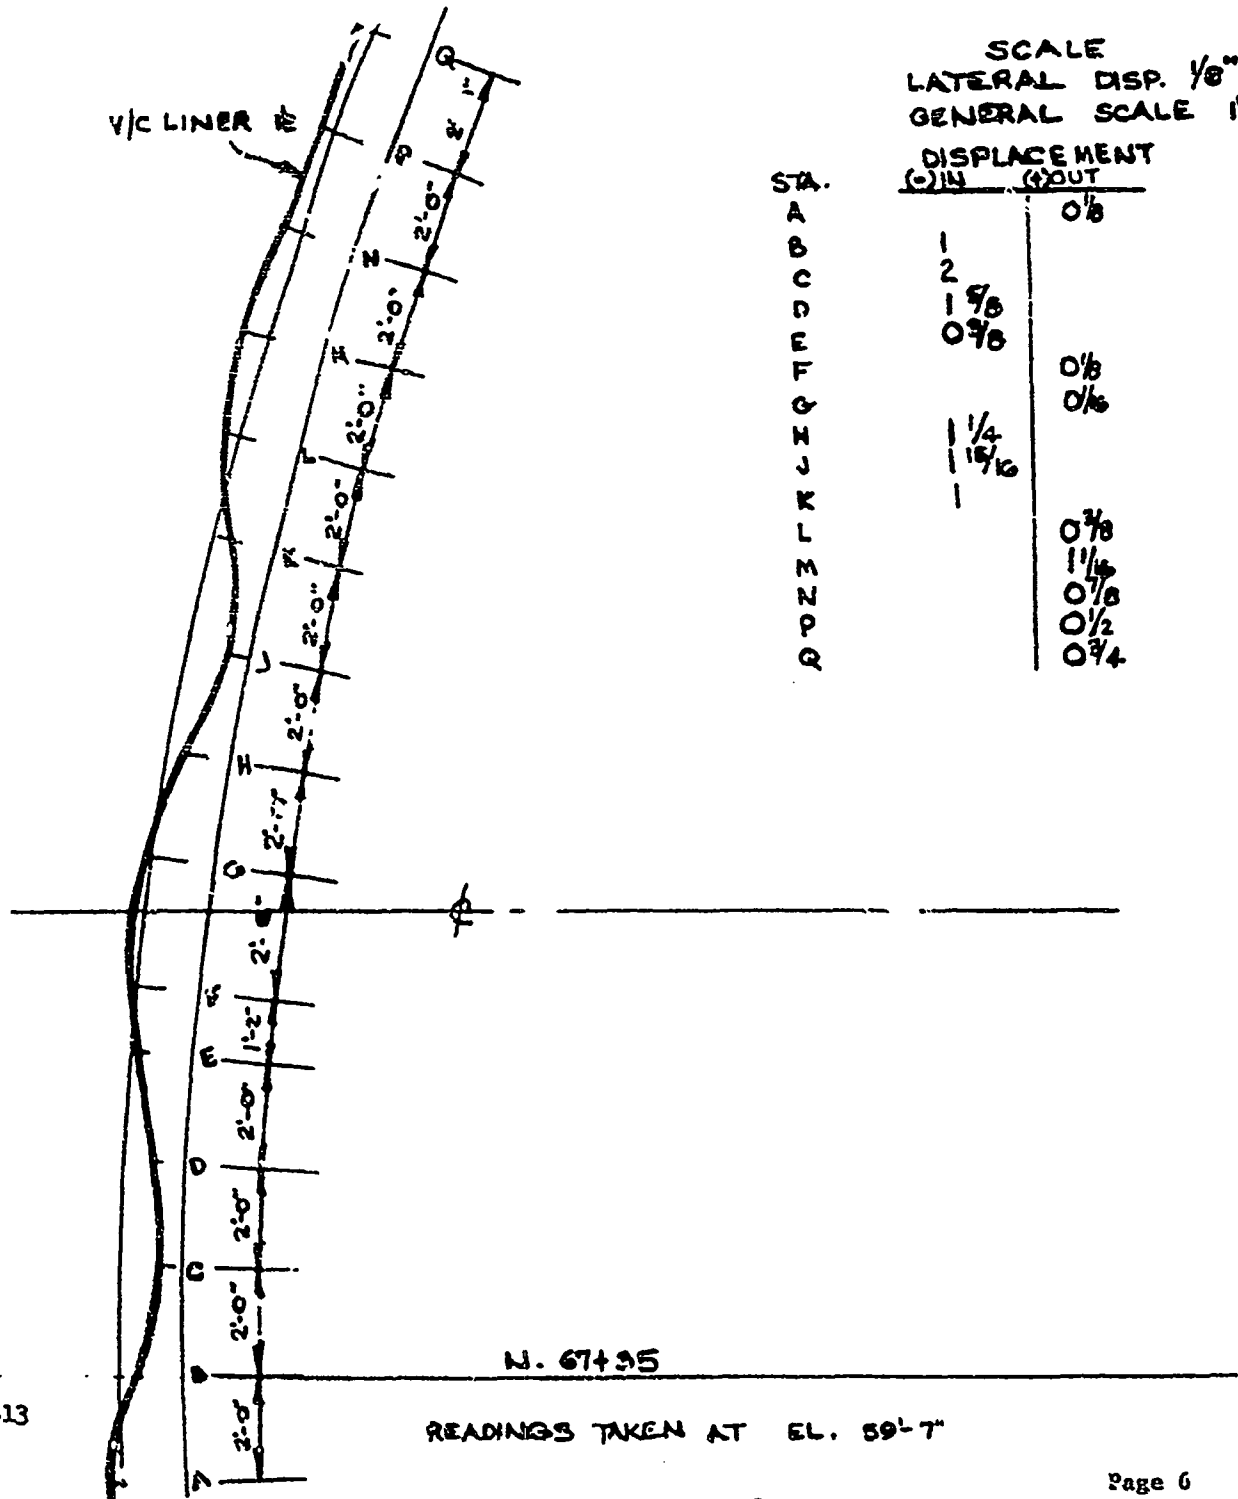 SCALE
LATERAL DISP. 1/8"
GENERAL SCALE 1'
V/C LINER
DISPLACEMENT
STA. (-)IN (+)OUT
A 0 1/8
B 1
C 2
D 1 5/8
E
F 0 1/8
G 0 1/16
H 1 1/4
J 1 15/16
K 1
L 0 3/8
M 1 1/16
N 0 7/8
P 0 1/2
Q 0 3/4
Q
1"
2'
P
2'-0"
N
2'-0"
2'-0"
2'-0"
2'-0"
J
2'-0"
H
G
1'-2"
E
2'-0"
D
2'-0"
C
2'-0"
B
N. 67+35
2'-0"
13
READINGS TAKEN AT EL. 59'-7"
Page 6